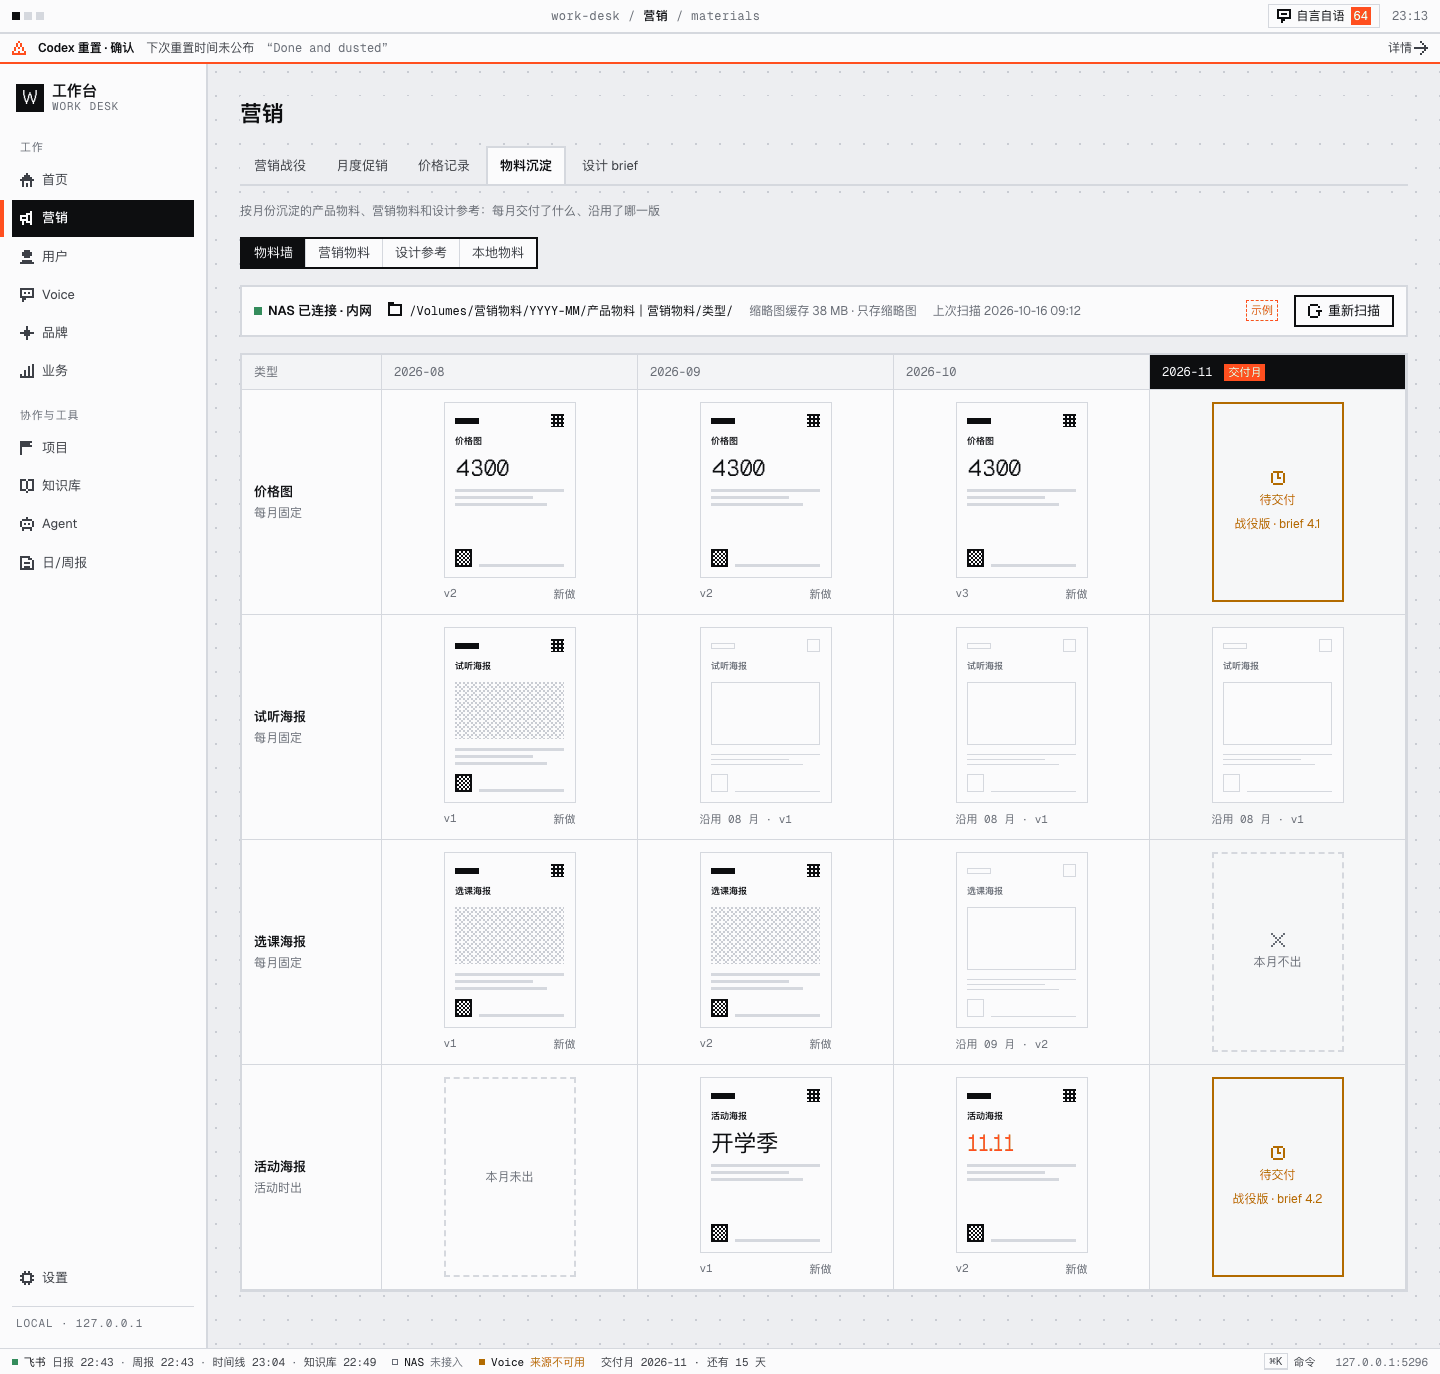 work-desk / 营销 / materials
自言自语 64
23:13
Codex 重置 · 确认 下次重置时间未公布 “Done and dusted”
详情
W 工作台
WORK DESK
工作
首页
营销
用户
Voice
品牌
业务
协作与工具
项目
知识库
Agent
日/周报
设置
LOCAL · 127.0.0.1
营销
营销战役 月度促销 价格记录 物料沉淀 设计 brief
按月份沉淀的产品物料、营销物料和设计参考：每月交付了什么、沿用了哪一版
物料墙 营销物料 设计参考 本地物料
NAS 已连接 · 内网 /Volumes/营销物料/YYYY-MM/产品物料 | 营销物料/类型/ 缩略图缓存 38 MB · 只存缩略图 上次扫描 2026-10-16 09:12 示例 重新扫描
类型 2026-08 2026-09 2026-10 2026-11 交付月
价格图
每月固定
价格图
4300
v2 新做
价格图
4300
v2 新做
价格图
4300
v3 新做
待交付
战役版 · brief 4.1
试听海报
每月固定
试听海报
v1 新做
试听海报
沿用 08 月 · v1
试听海报
沿用 08 月 · v1
试听海报
沿用 08 月 · v1
选课海报
每月固定
选课海报
v1 新做
选课海报
v2 新做
选课海报
沿用 09 月 · v2
本月不出
活动海报
活动时出
本月未出
活动海报
开学季
v1 新做
活动海报
11.11
v2 新做
待交付
战役版 · brief 4.2
飞书 日报 22:43 · 周报 22:43 · 时间线 23:04 · 知识库 22:49 NAS 未接入 Voice 来源不可用 交付月 2026-11 · 还有 15 天
⌘K 命令 127.0.0.1:5296